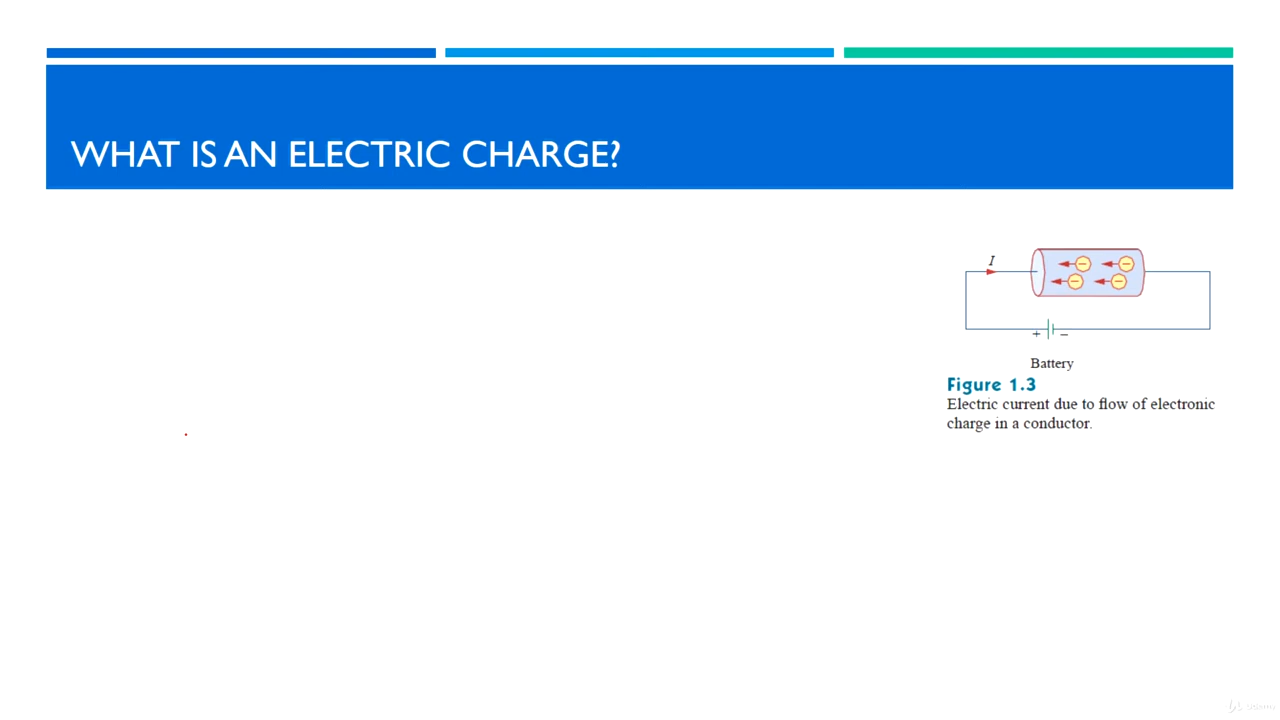 WHAT IS AN ELECTRIC CHARGE?
I
+ −
Battery
Figure 1.3
Electric current due to flow of electronic
charge in a conductor.